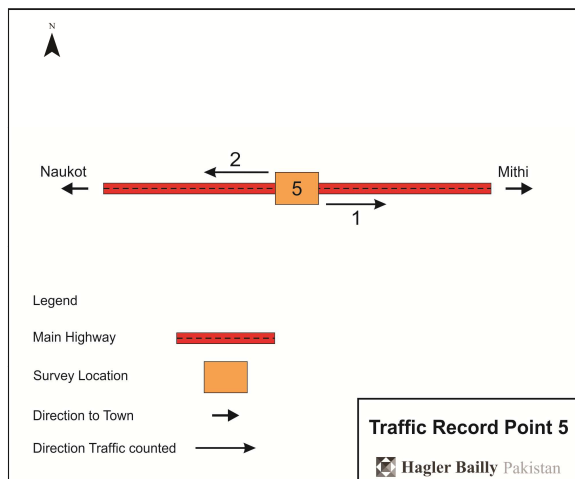 N
Naukot
2
5
1
Mithi
Legend
Main Highway
Survey Location
Direction to Town
Direction Traffic counted
Traffic Record Point 5
Hagler Bailly Pakistan